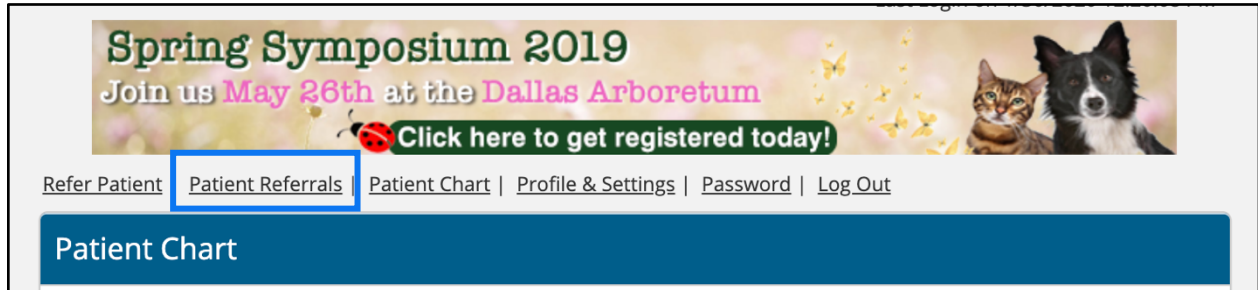 Spring Symposium 2019
Join us May 26th at the Dallas Arboretum
Click here to get registered today!
Refer Patient Patient Referrals | Patient Chart | Profile & Settings | Password | Log Out
Patient Chart